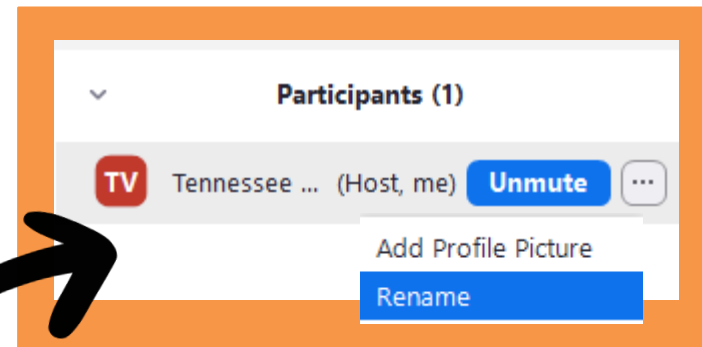 Participants (1)
TV Tennessee ... (Host, me) Unmute ...
Add Profile Picture
Rename